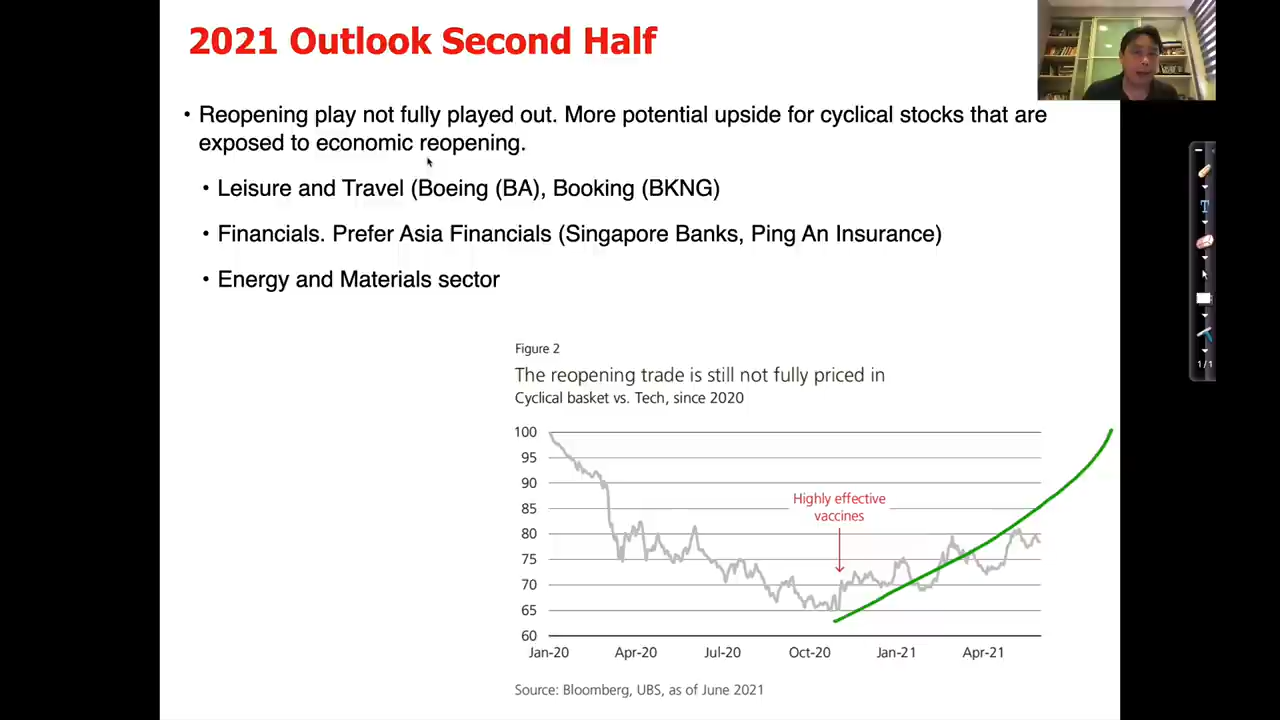 2021 Outlook Second Half
• Reopening play not fully played out. More potential upside for cyclical stocks that are
exposed to economic reopening.
• Leisure and Travel (Boeing (BA), Booking (BKNG)
• Financials. Prefer Asia Financials (Singapore Banks, Ping An Insurance)
• Energy and Materials sector
Figure 2
The reopening trade is still not fully priced in
Cyclical basket vs. Tech, since 2020
100
95
90
85
80
75
70
65
60
Highly effective
vaccines
Jan-20 Apr-20 Jul-20 Oct-20 Jan-21 Apr-21
Source: Bloomberg, UBS, as of June 2021
T
1/1